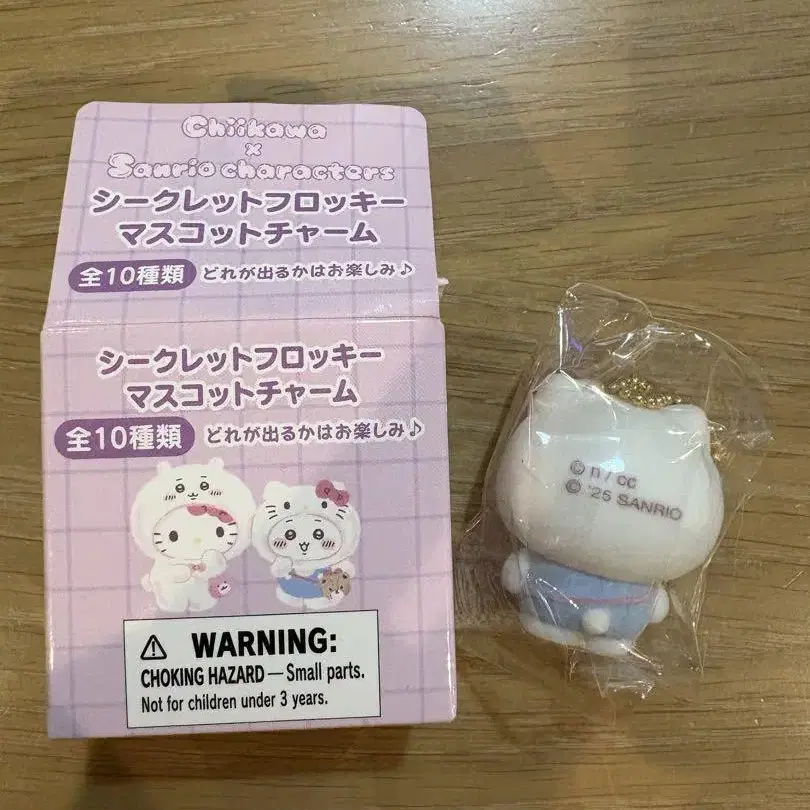 Chiikawa
×
Sanrio characters
シークレットフロッキー
マスコットチャーム
全10種類 どれが出るかはお楽しみ♪
シークレットフロッキー
マスコットチャーム
全10種類 どれが出るかはお楽しみ♪
WARNING:
CHOKING HAZARD — Small parts.
Not for children under 3 years.
© n / cc
© '25 SANRIO